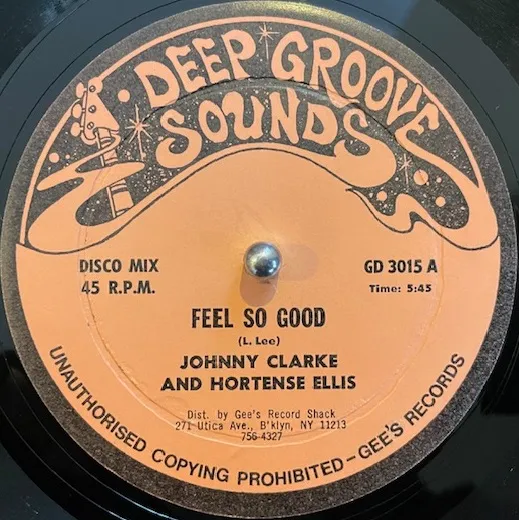 DEEP GROOVE
SOUNDS
DISCO MIX
45 R.P.M.
GD 3015 A
Time: 5:45
FEEL SO GOOD
(L. Lee)
JOHNNY CLARKE
AND HORTENSE ELLIS
Dist. by Gee's Record Shack
271 Utica Ave., B'klyn, NY 11213
756-4327
UNAUTHORISED COPYING PROHIBITED-GEE'S RECORDS